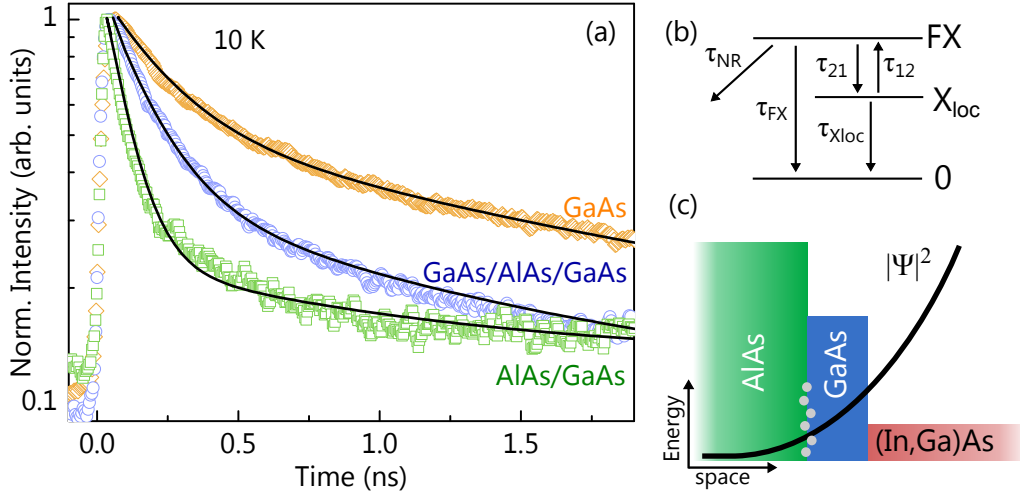 (a)
10 K
Norm. Intensity (arb. units)
1
0.1
GaAs
GaAs/AlAs/GaAs
AlAs/GaAs
0.0
0.5
1.0
1.5
Time (ns)
(b)
FX
τNR
τ21
τ12
Xloc
τFX
τXloc
0
(c)
|Ψ|²
AlAs
GaAs
(In,Ga)As
Energy
space